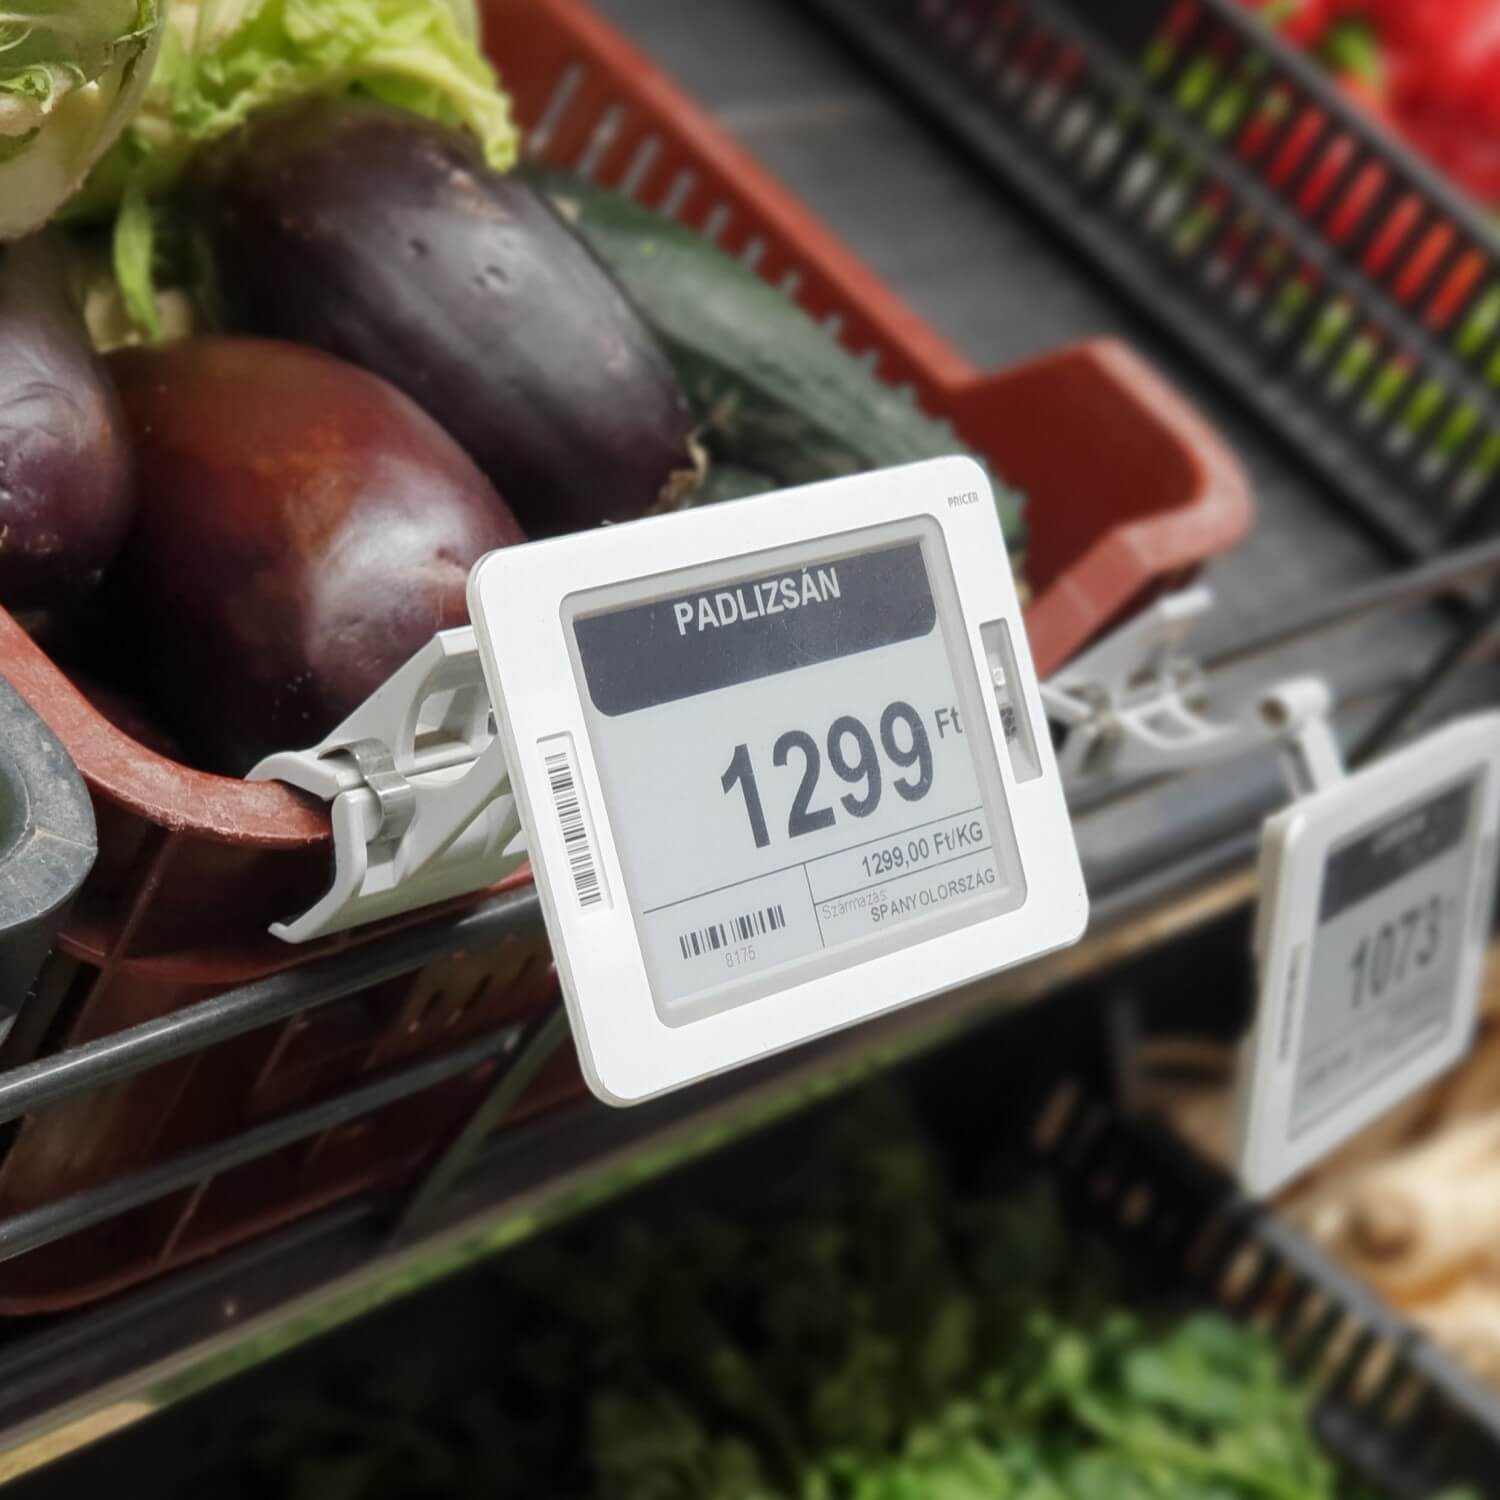 PRICER
PADLIZSÁN
1299 Ft
1299,00 Ft/KG
Származás
SPANYOLORSZÁG
8175
1073